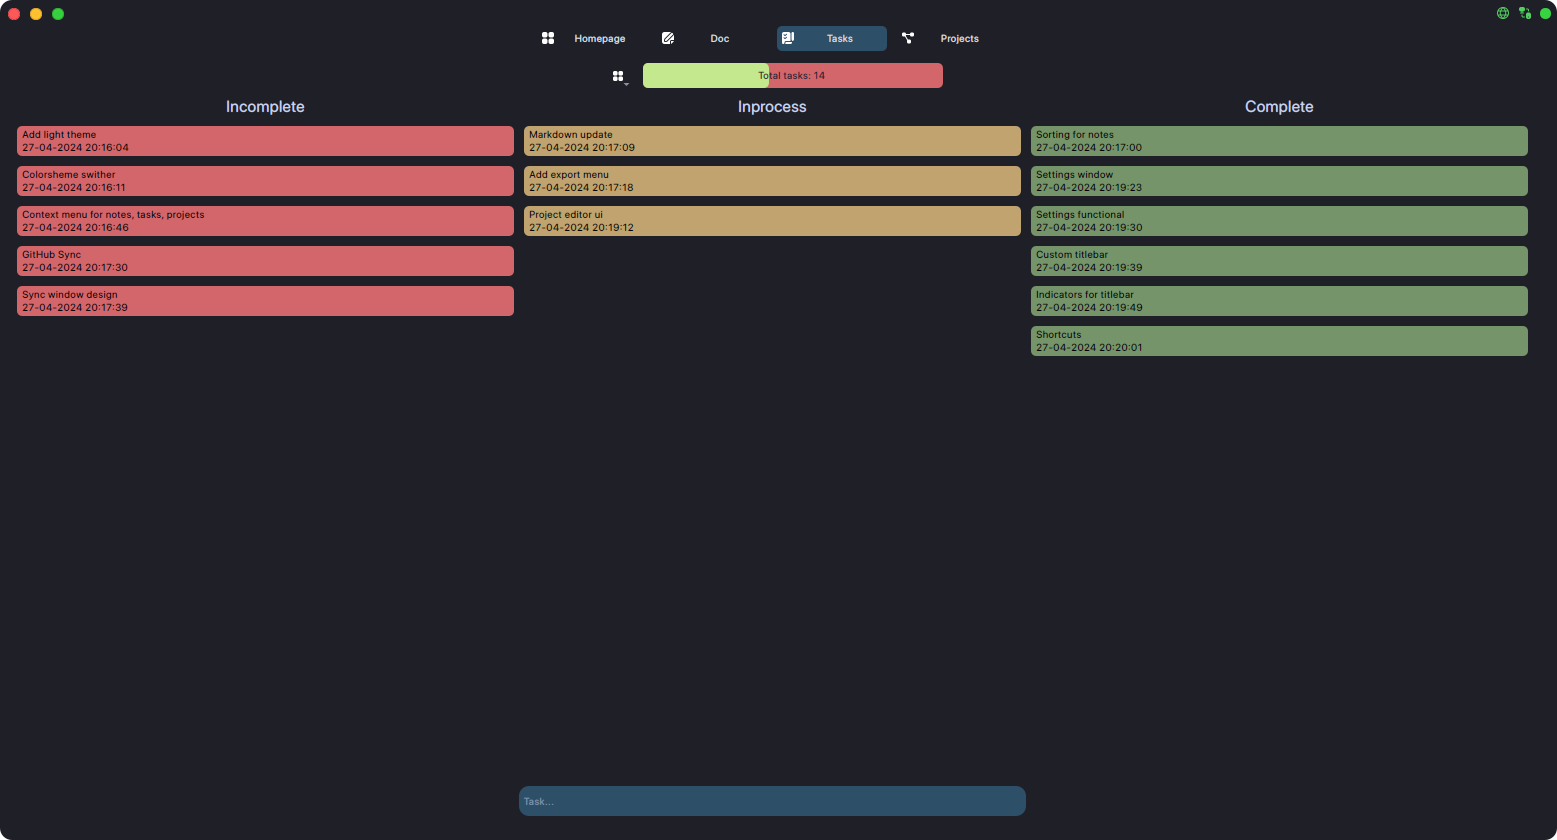 Homepage
Doc
Tasks
Projects
Total tasks: 14
Incomplete
Add light theme
27-04-2024 20:16:04
Colorsheme swither
27-04-2024 20:16:11
Context menu for notes, tasks, projects
27-04-2024 20:16:46
GitHub Sync
27-04-2024 20:17:30
Sync window design
27-04-2024 20:17:39
Inprocess
Markdown update
27-04-2024 20:17:09
Add export menu
27-04-2024 20:17:18
Project editor ui
27-04-2024 20:19:12
Complete
Sorting for notes
27-04-2024 20:17:00
Settings window
27-04-2024 20:19:23
Settings functional
27-04-2024 20:19:30
Custom titlebar
27-04-2024 20:19:39
Indicators for titlebar
27-04-2024 20:19:49
Shortcuts
27-04-2024 20:20:01
Task...